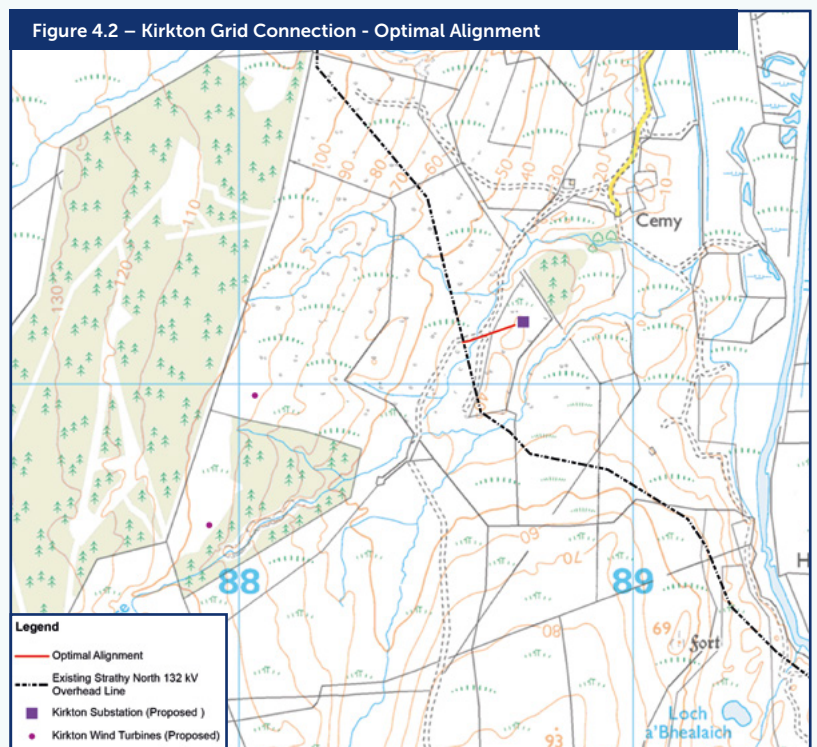 Figure 4.2 – Kirkton Grid Connection - Optimal Alignment
100
90
80
70
60
50
40
30
20
10
Cemy
110
120
130
88
89
60
70
80
69
fort
H
Loch
a'Bhealaich
93
Legend
Optimal Alignment
Existing Strathy North 132 kV
Overhead Line
Kirkton Substation (Proposed )
Kirkton Wind Turbines (Proposed)